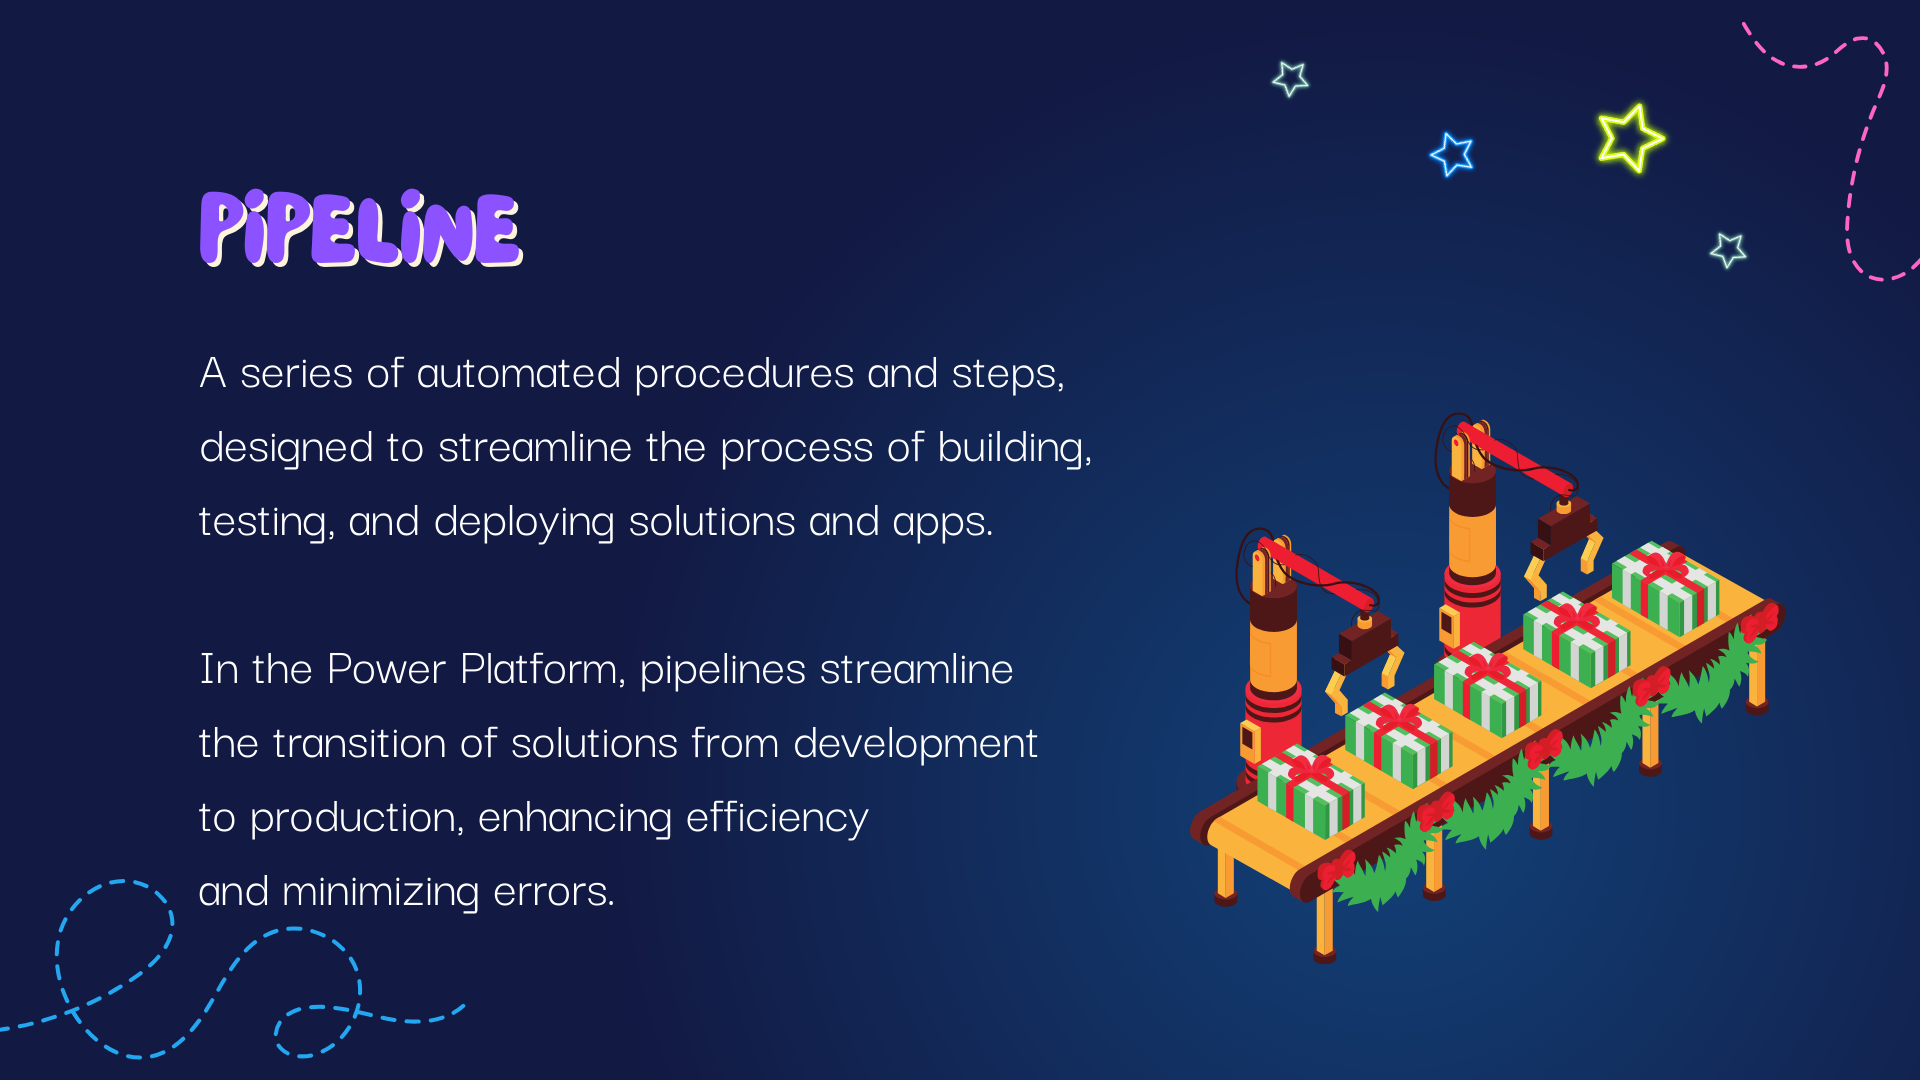 PiPELiNE
A series of automated procedures and steps,
designed to streamline the process of building,
testing, and deploying solutions and apps.
In the Power Platform, pipelines streamline
the transition of solutions from development
to production, enhancing efficiency
and minimizing errors.